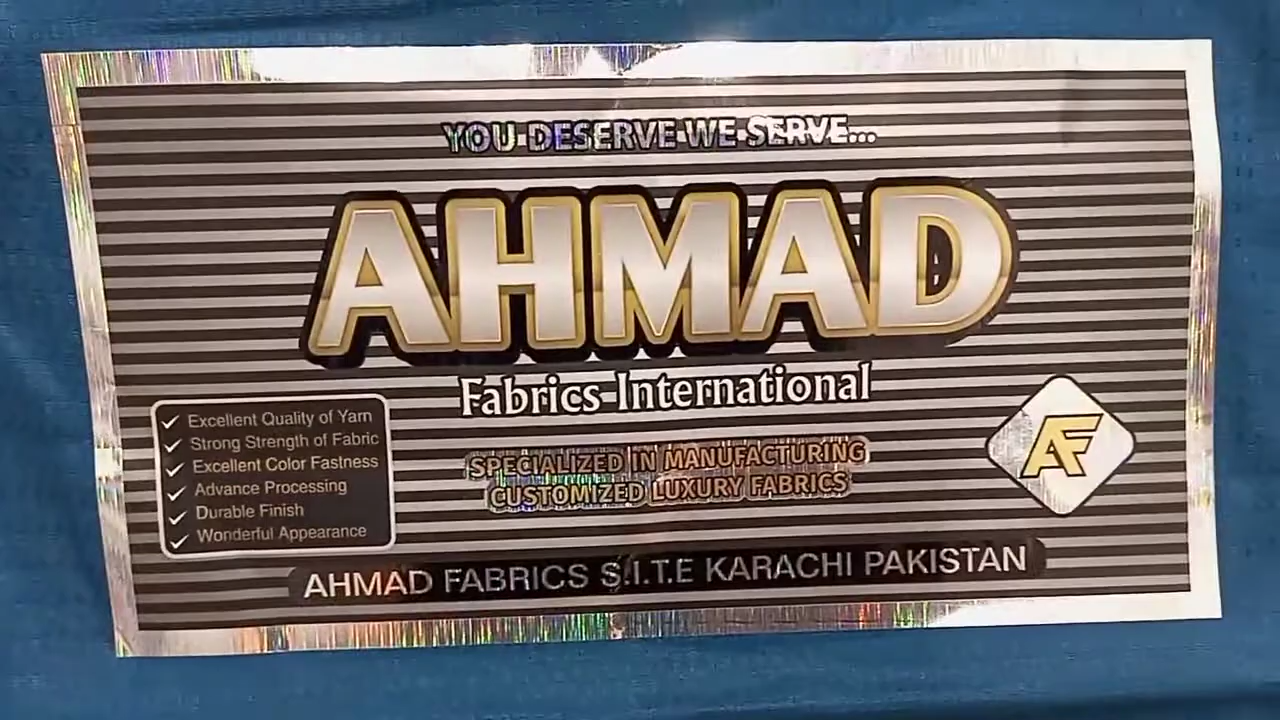 YOU DESERVE WE SERVE...
AHMAD
Fabrics International
✓ Excellent Quality of Yarn
✓ Strong Strength of Fabric
✓ Excellent Color Fastness
✓ Advance Processing
✓ Durable Finish
✓ Wonderful Appearance
SPECIALIZED IN MANUFACTURING
CUSTOMIZED LUXURY FABRICS
AF
AHMAD FABRICS S.I.T.E KARACHI PAKISTAN